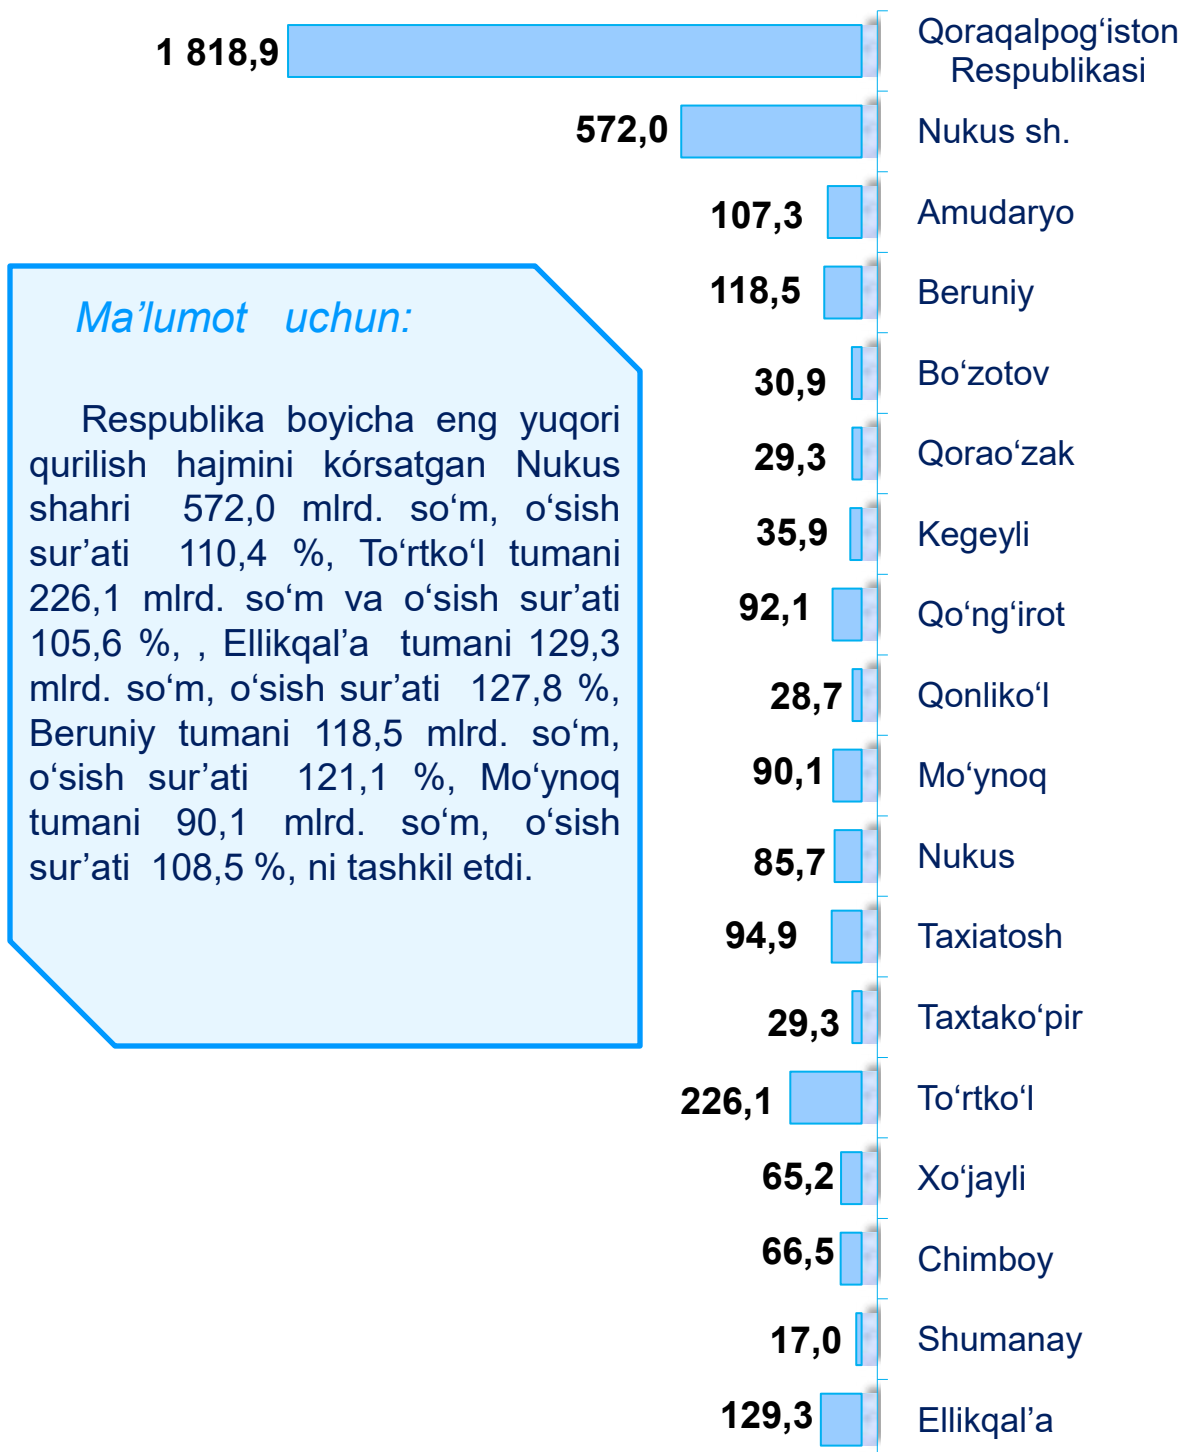 1 818,9 Qoraqalpog‘iston
Respublikasi
572,0 Nukus sh.
107,3 Amudaryo
118,5 Beruniy
30,9 Bo‘zotov
29,3 Qorao‘zak
35,9 Kegeyli
92,1 Qo‘ng‘irot
28,7 Qonliko‘l
90,1 Mo‘ynoq
85,7 Nukus
94,9 Taxiatosh
29,3 Taxtako‘pir
226,1 To‘rtko‘l
65,2 Xo‘jayli
66,5 Chimboy
17,0 Shumanay
129,3 Ellikqal’a
Ma’lumot uchun:
Respublika boyicha eng yuqori
qurilish hajmini kórsatgan Nukus
shahri 572,0 mlrd. so‘m, o‘sish
sur’ati 110,4 %, To‘rtko‘l tumani
226,1 mlrd. so‘m va o‘sish sur’ati
105,6 %, , Ellikqal’a tumani 129,3
mlrd. so‘m, o‘sish sur’ati 127,8 %,
Beruniy tumani 118,5 mlrd. so‘m,
o‘sish sur’ati 121,1 %, Mo‘ynoq
tumani 90,1 mlrd. so‘m, o‘sish
sur’ati 108,5 %, ni tashkil etdi.